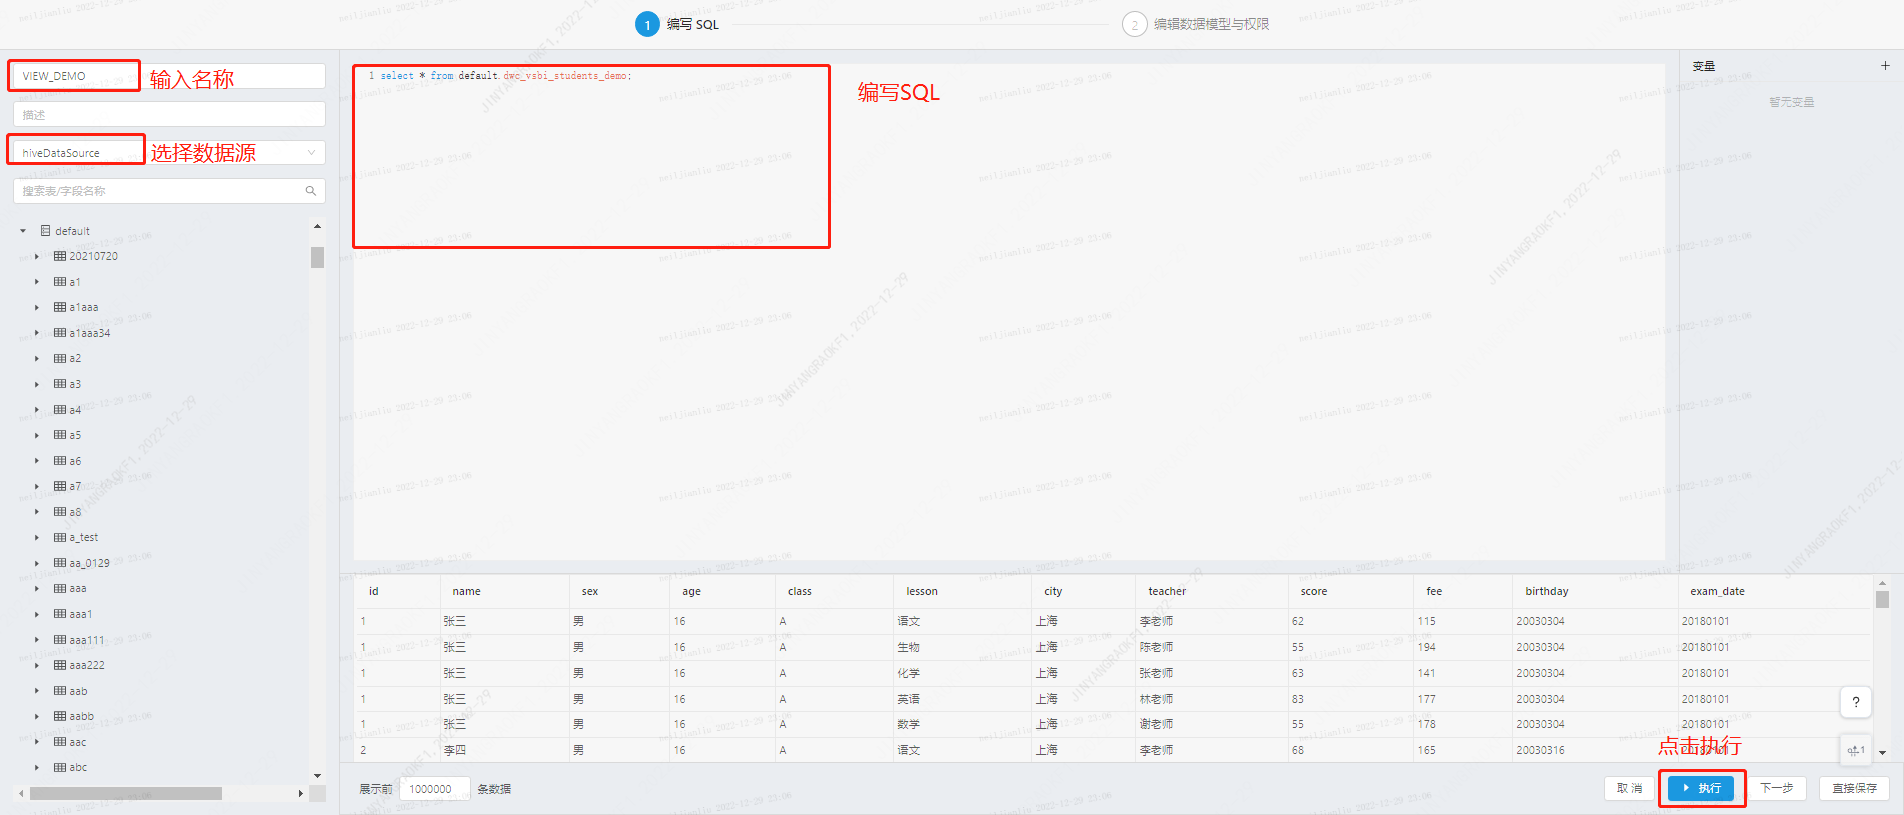 1 编写 SQL
2 编辑数据模型与权限
VIEW_DEMO 输入名称
描述
hiveDataSource 选择数据源
搜索表/字段名称
default
20210720
a1
a1aaa
a1aaa34
a2
a3
a4
a5
a6
a7
a8
a_test
aa_0129
aaa
aaa1
aaa111
aaa222
aab
aabb
aac
abc
1 select * from default.dwc_vsbi_students_demo;
编写SQL
变量 +
暂无变量
id name sex age class lesson city teacher score fee birthday exam_date
1 张三 男 16 A 语文 上海 李老师 62 115 20030304 20180101
1 张三 男 16 A 生物 上海 陈老师 55 194 20030304 20180101
1 张三 男 16 A 化学 上海 张老师 63 141 20030304 20180101
1 张三 男 16 A 英语 上海 林老师 83 177 20030304 20180101
1 张三 男 16 A 数学 上海 谢老师 55 178 20030304 20180101
2 李四 男 16 A 语文 上海 李老师 68 165 20030316 20180101
?
点击执行
展示前 1000000 条数据
取 消 执行 下一步 直接保存